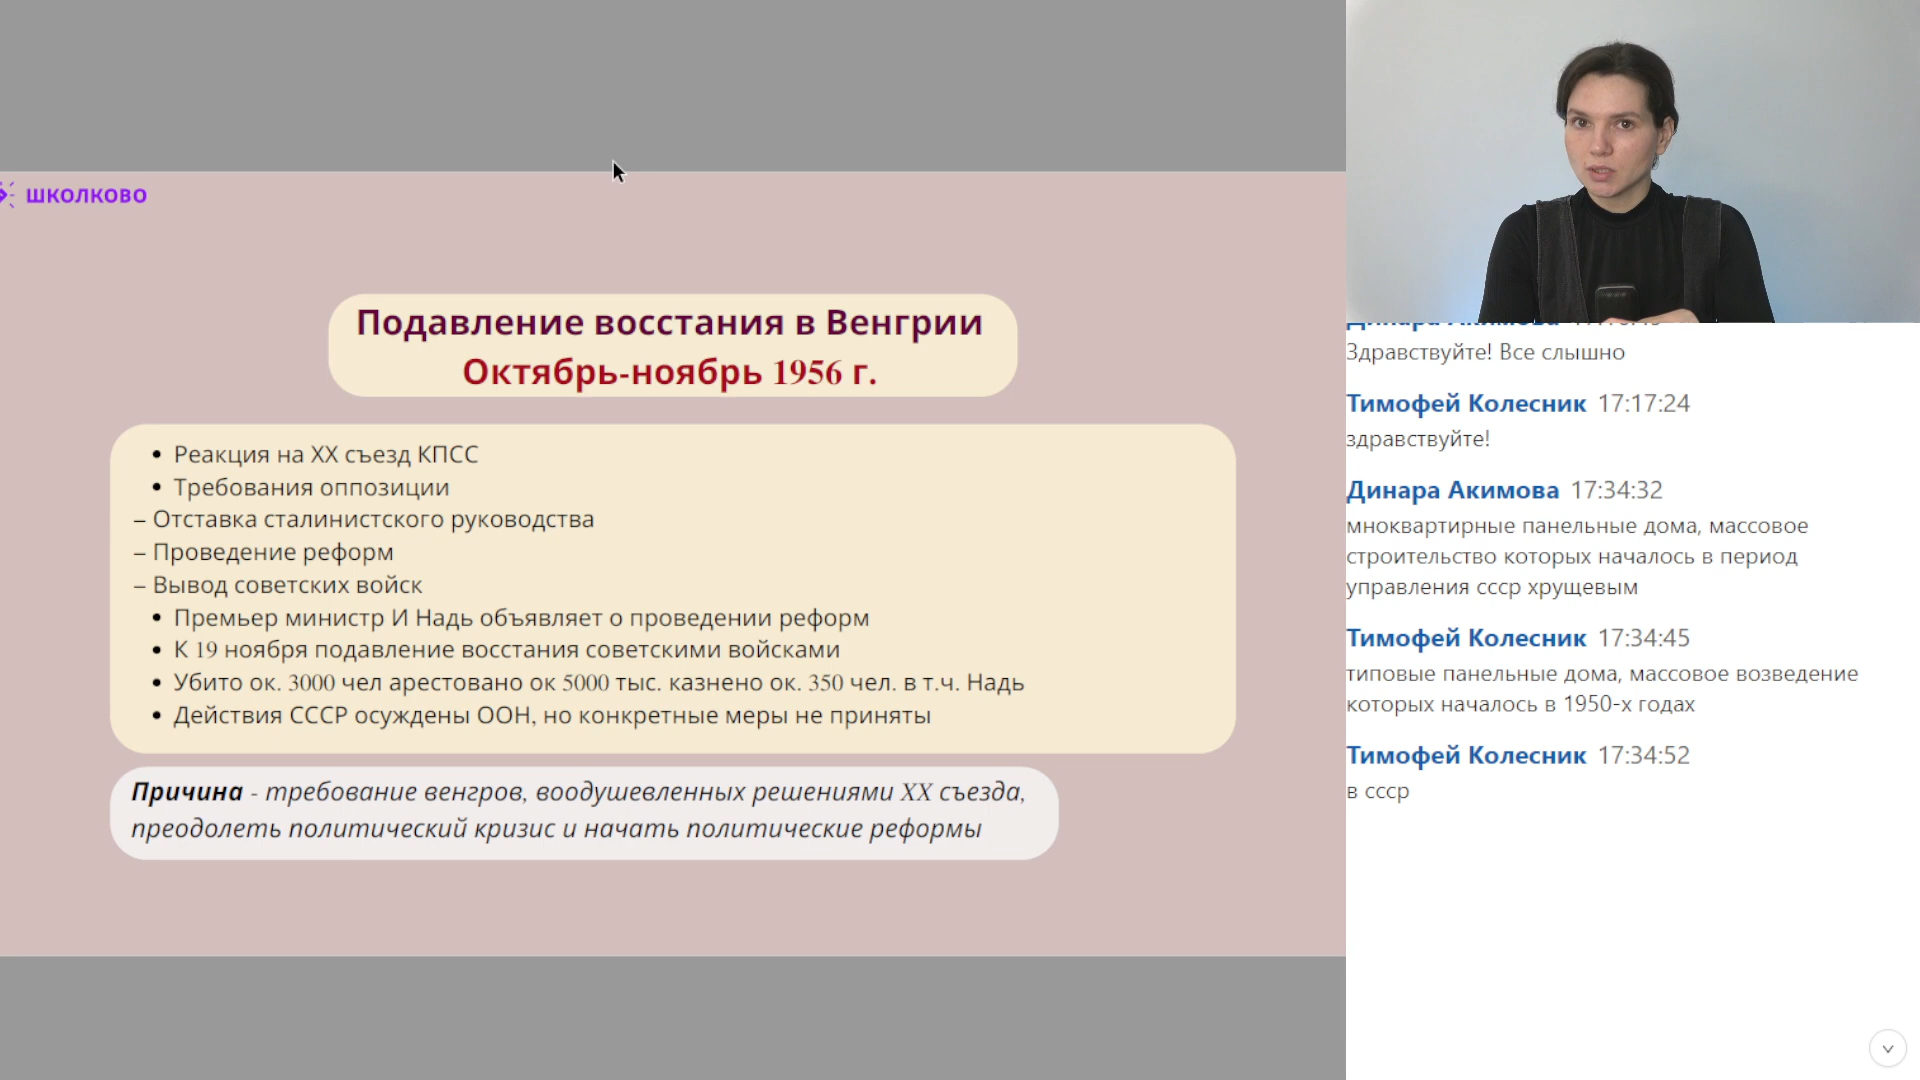 ШКОЛКОВО
Подавление восстания в Венгрии
Октябрь-ноябрь 1956 г.
• Реакция на XX съезд КПСС
• Требования оппозиции
– Отставка сталинистского руководства
– Проведение реформ
– Вывод советских войск
• Премьер министр И Надь объявляет о проведении реформ
• К 19 ноября подавление восстания советскими войсками
• Убито ок. 3000 чел арестовано ок 5000 тыс. казнено ок. 350 чел. в т.ч. Надь
• Действия СССР осуждены ООН, но конкретные меры не приняты
Причина - требование венгров, воодушевленных решениями XX съезда,
преодолеть политический кризис и начать политические реформы
Здравствуйте! Все слышно
Тимофей Колесник 17:17:24
здравствуйте!
Динара Акимова 17:34:32
мноквартирные панельные дома, массовое
строительство которых началось в период
управления ссср хрущевым
Тимофей Колесник 17:34:45
типовые панельные дома, массовое возведение
которых началось в 1950-х годах
Тимофей Колесник 17:34:52
в ссср